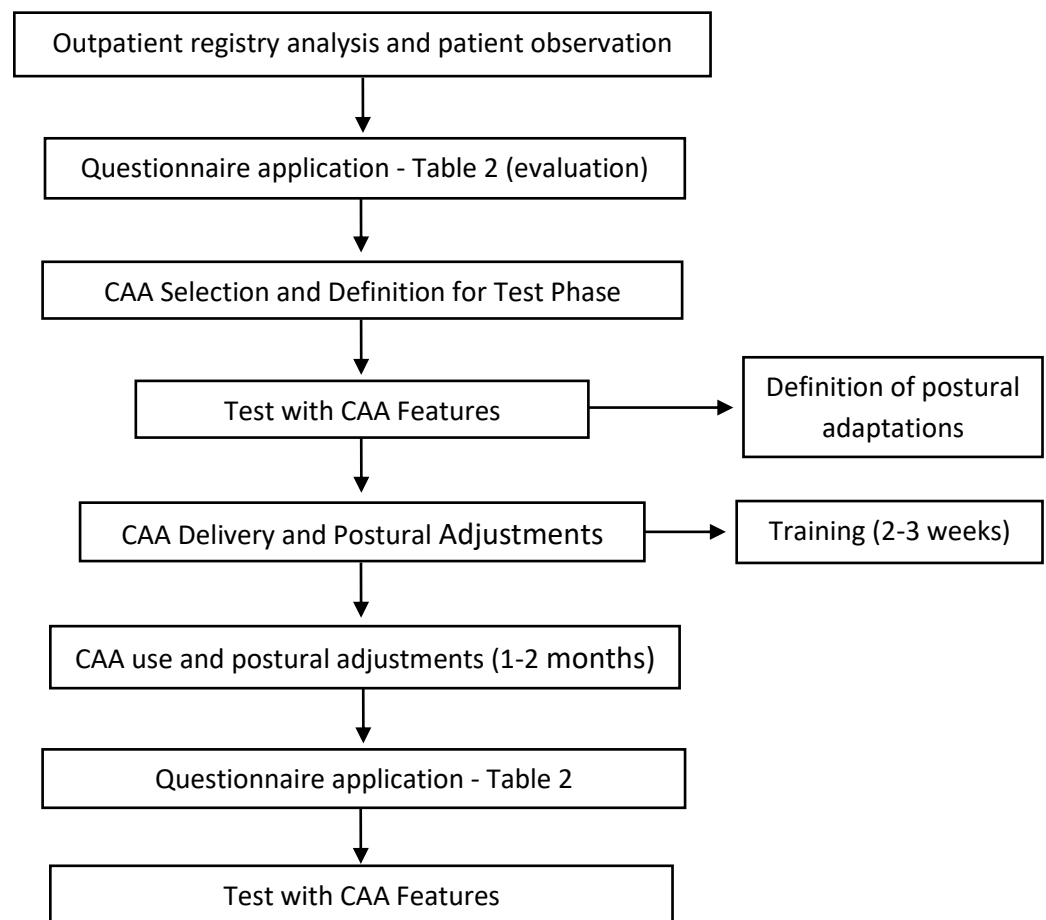 Outpatient registry analysis and patient observation
Questionnaire application - Table 2 (evaluation)
CAA Selection and Definition for Test Phase
Test with CAA Features
Definition of postural
adaptations
CAA Delivery and Postural Adjustments
Training (2-3 weeks)
CAA use and postural adjustments (1-2 months)
Questionnaire application - Table 2
Test with CAA Features